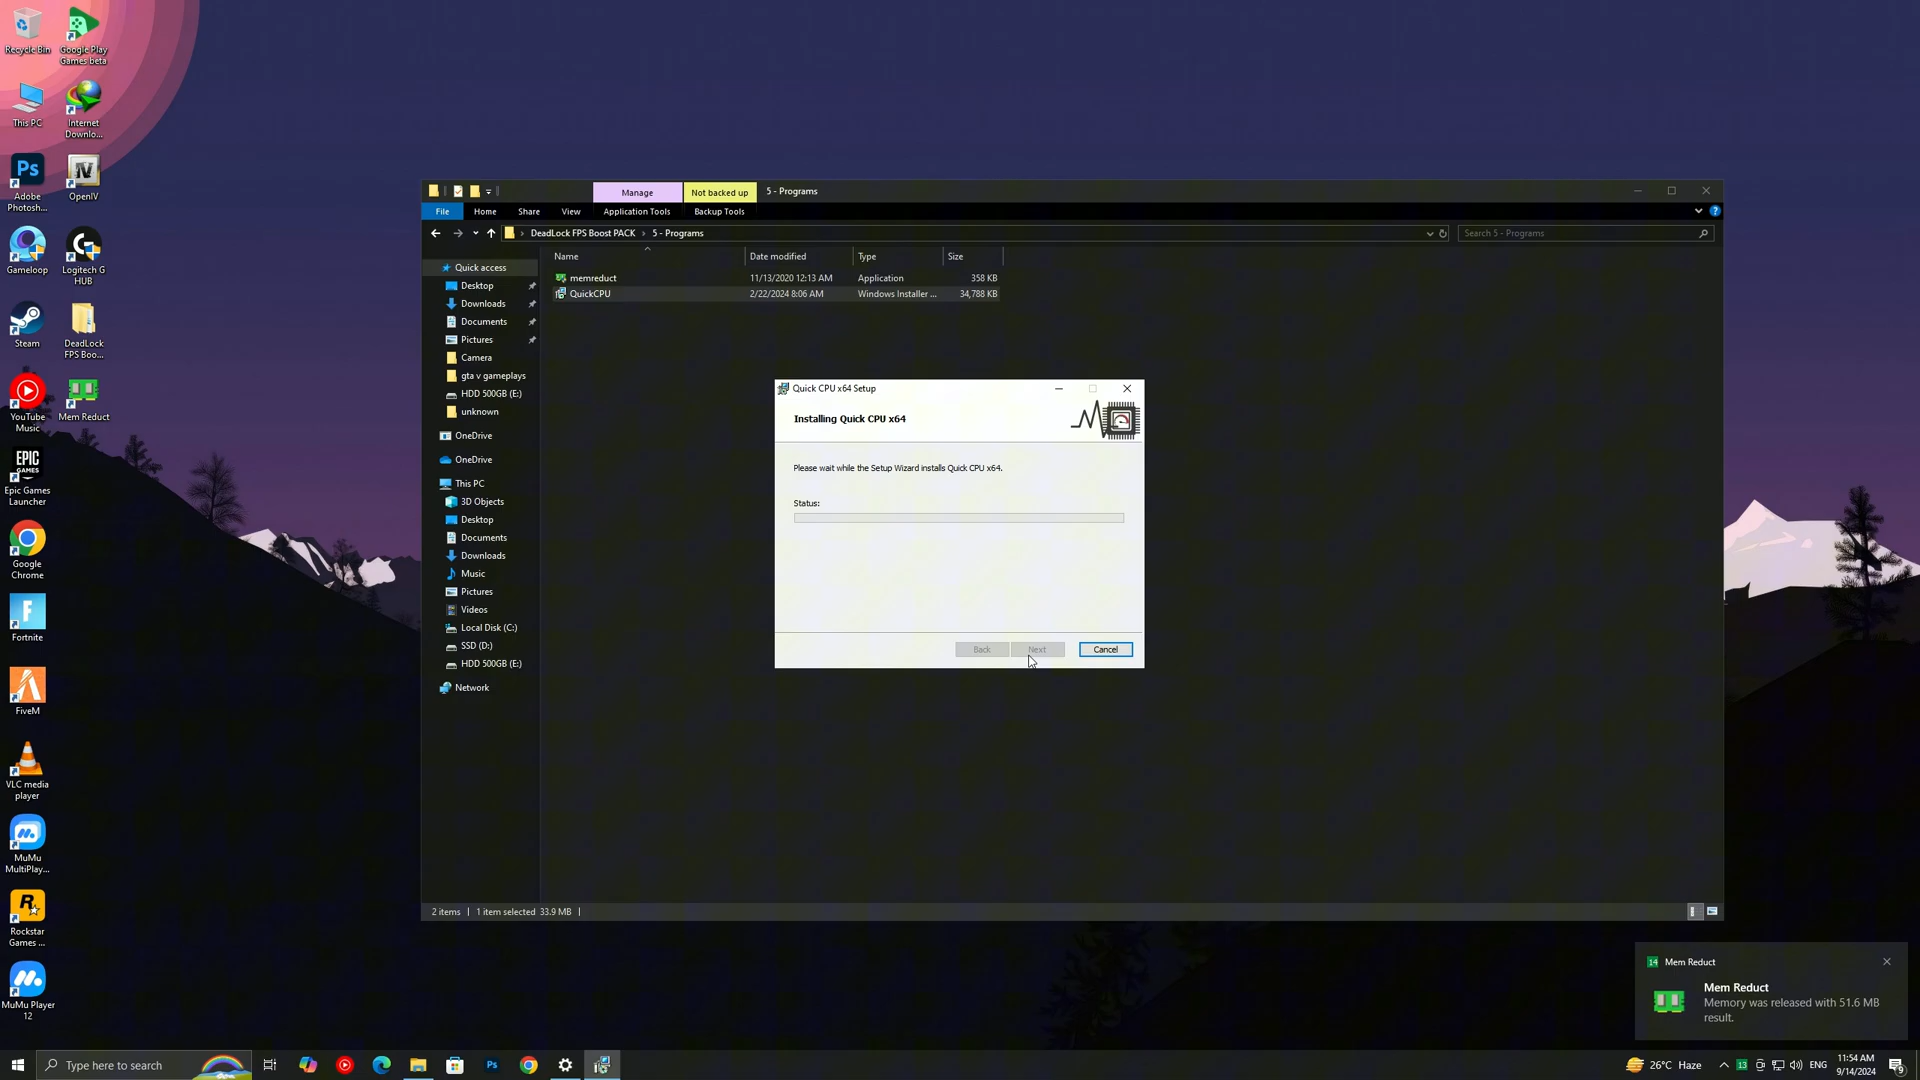 Recycle Bin
Google Play
Games beta
This PC
Internet
Downlo...
Ps
Adobe
Photosh...
IV
OpenIV
Gameloop
Logitech G
HUB
Steam
DeadLock
FPS Boo...
YouTube
Music
Mem Reduct
EPIC
GAMES
Epic Games
Launcher
Google
Chrome
F
Fortnite
FiveM
VLC media
player
MuMu
MultiPlay...
R
Rockstar
Games ...
MuMu Player
12
Manage
Not backed up
5 - Programs
File
Home
Share
View
Application Tools
Backup Tools
DeadLock FPS Boost PACK > 5 - Programs
Search 5 - Programs
Name
Date modified
Type
Size
memreduct
11/13/2020 12:13 AM
Application
358 KB
QuickCPU
2/22/2024 8:06 AM
Windows Installer ...
34,788 KB
Quick access
Desktop
Downloads
Documents
Pictures
Camera
gta v gameplays
HDD 500GB (E:)
unknown
OneDrive
OneDrive
This PC
3D Objects
Desktop
Documents
Downloads
Music
Pictures
Videos
Local Disk (C:)
SSD (D:)
HDD 500GB (E:)
Network
Quick CPU x64 Setup
Installing Quick CPU x64
Please wait while the Setup Wizard installs Quick CPU x64.
Status:
Back
Next
Cancel
2 items
1 item selected 33.9 MB
14
Mem Reduct
Mem Reduct
Memory was released with 51.6 MB
result.
Type here to search
Ps
26°C Haze
13
ENG
11:54 AM
9/14/2024
9